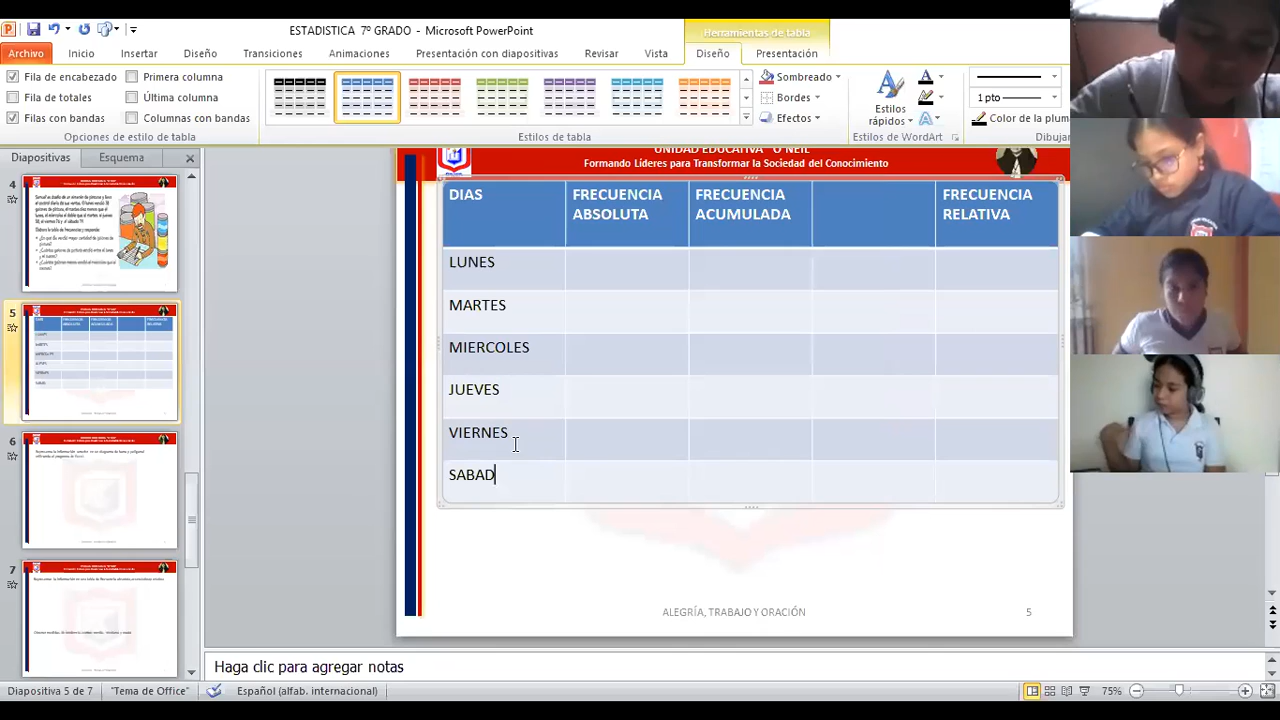 ESTADISTICA 7º GRADO - Microsoft PowerPoint
Herramientas de tabla
Archivo Inicio Insertar Diseño Transiciones Animaciones Presentación con diapositivas Revisar Vista Diseño Presentación
Fila de encabezado Primera columna
Fila de totales Última columna
Filas con bandas Columnas con bandas
Opciones de estilo de tabla
Estilos de tabla
Sombreado
Bordes
Efectos
Estilos rápidos
Estilos de WordArt
1 pto
Color de la plum
Dibujar
Diapositivas Esquema
4
5
6
7
UNIDAD EDUCATIVA "O´NEIL"
Formando Líderes para Transformar la Sociedad del Conocimiento
DIAS FRECUENCIA ABSOLUTA FRECUENCIA ACUMULADA FRECUENCIA RELATIVA
LUNES
MARTES
MIERCOLES
JUEVES
VIERNES
SABAD
ALEGRÍA, TRABAJO Y ORACIÓN 5
Haga clic para agregar notas
Diapositiva 5 de 7 "Tema de Office" Español (alfab. internacional) 75%